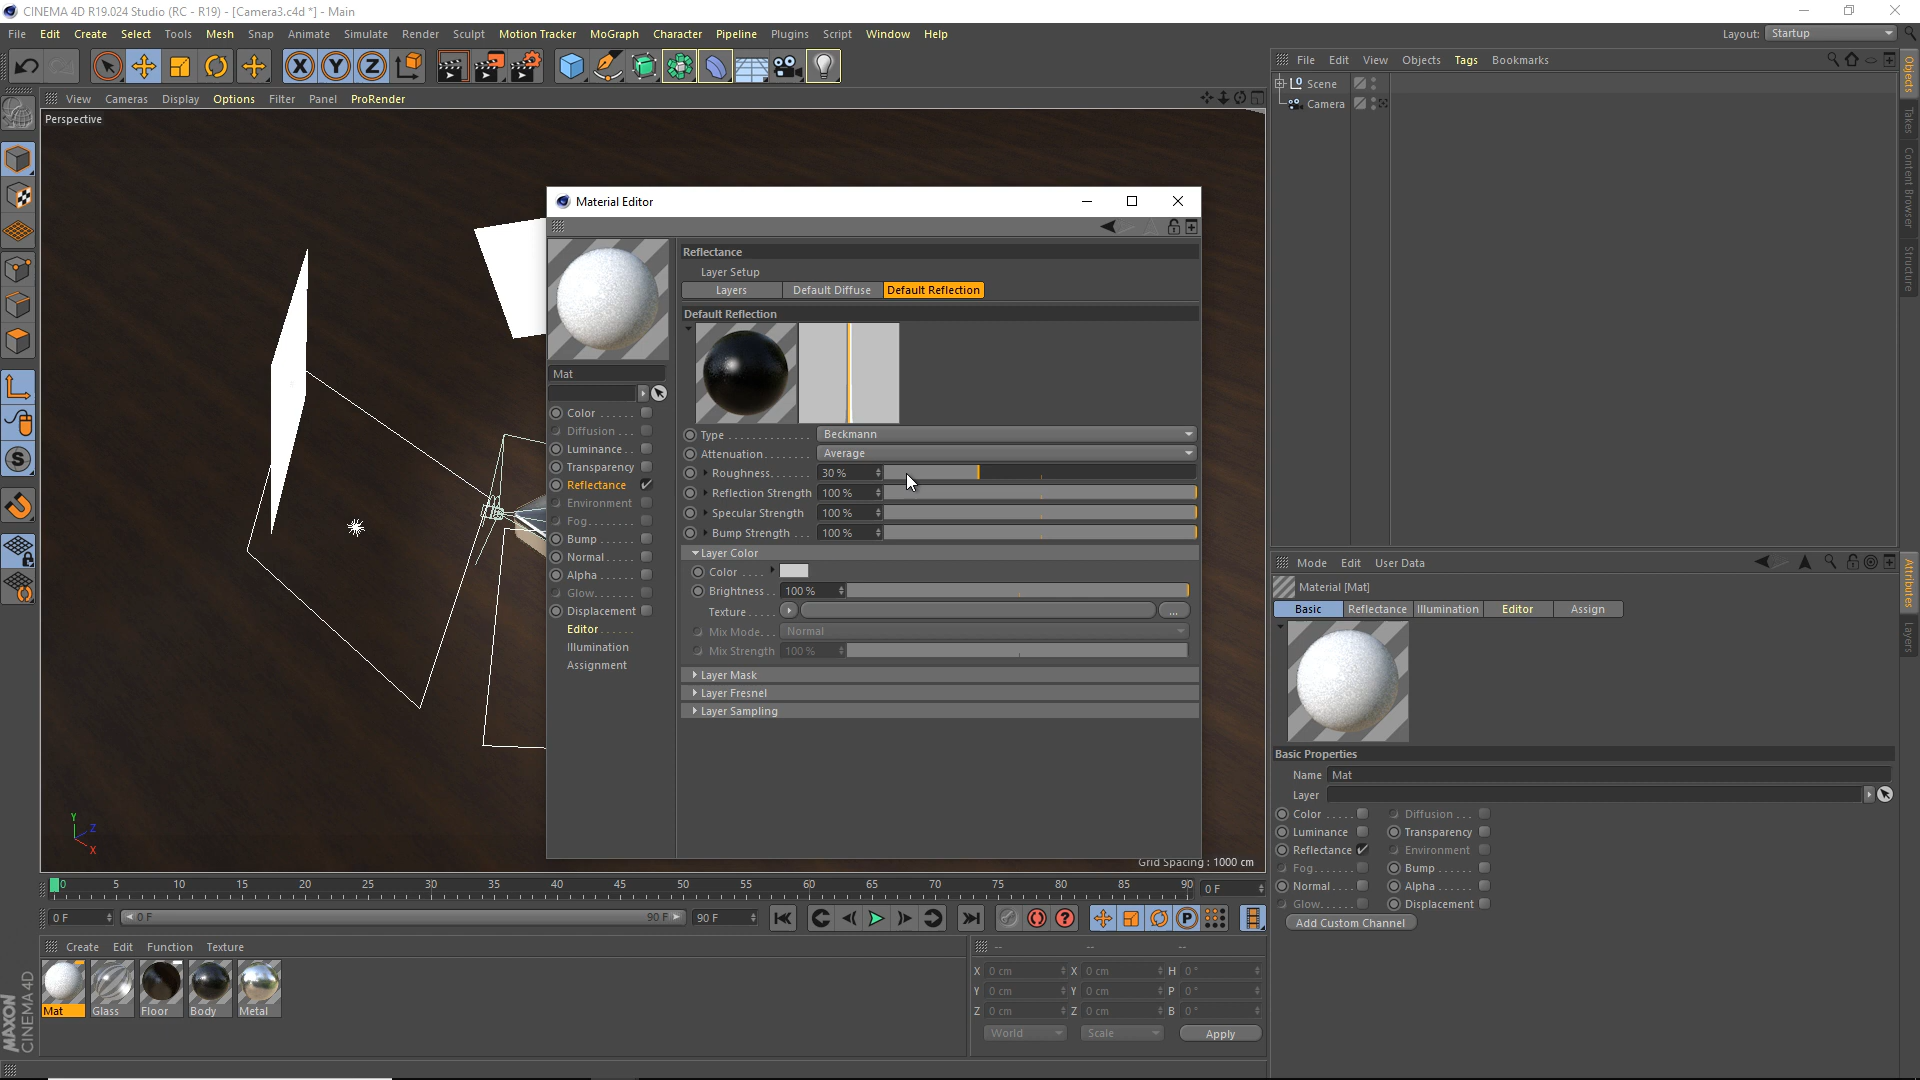 CINEMA 4D R19.024 Studio (RC - R19) - [Camera3.c4d *] - Main
File Edit Create Select Tools Mesh Snap Animate Simulate Render Sculpt Motion Tracker MoGraph Character Pipeline Plugins Script Window Help
Layout: Startup
X Y Z
File Edit View Objects Tags Bookmarks
View Cameras Display Options Filter Panel ProRender
Perspective
Scene
Camera
Objects
Takes
Content Browser
Structure
Material Editor
Reflectance
Layer Setup
Layers Default Diffuse Default Reflection
Default Reflection
Mat
Color ......
Diffusion ...
Luminance ..
Transparency
Reflectance
Environment
Fog........
Bump ......
Normal .....
Alpha ......
Glow.......
Displacement
Editor ......
Illumination
Assignment
Type ............. Beckmann
Attenuation........ Average
Roughness....... 30 %
Reflection Strength 100 %
Specular Strength 100 %
Bump Strength ... 100 %
Layer Color
Color ....
Brightness.. 100 %
Texture ..... ...
Mix Mode... Normal
Mix Strength 100 %
Layer Mask
Layer Fresnel
Layer Sampling
S
Y
Z
X
Grid Spacing : 1000 cm
Mode Edit User Data
Material [Mat]
Basic Reflectance Illumination Editor Assign
Basic Properties
Name Mat
Layer
Color ..... Diffusion ...
Luminance Transparency
Reflectance Environment
Fog....... Bump ......
Normal .... Alpha ......
Glow...... Displacement
Add Custom Channel
Attributes
Layers
0 5 10 15 20 25 30 35 40 45 50 55 60 65 70 75 80 85 90 0 F
0 F 0 F 90 F 90 F
P
Create Edit Function Texture
Mat Glass Floor Body Metal
-- -- --
X 0 cm X 0 cm H 0 °
Y 0 cm Y 0 cm P 0 °
Z 0 cm Z 0 cm B 0 °
World Scale Apply
MAXON
CINEMA 4D